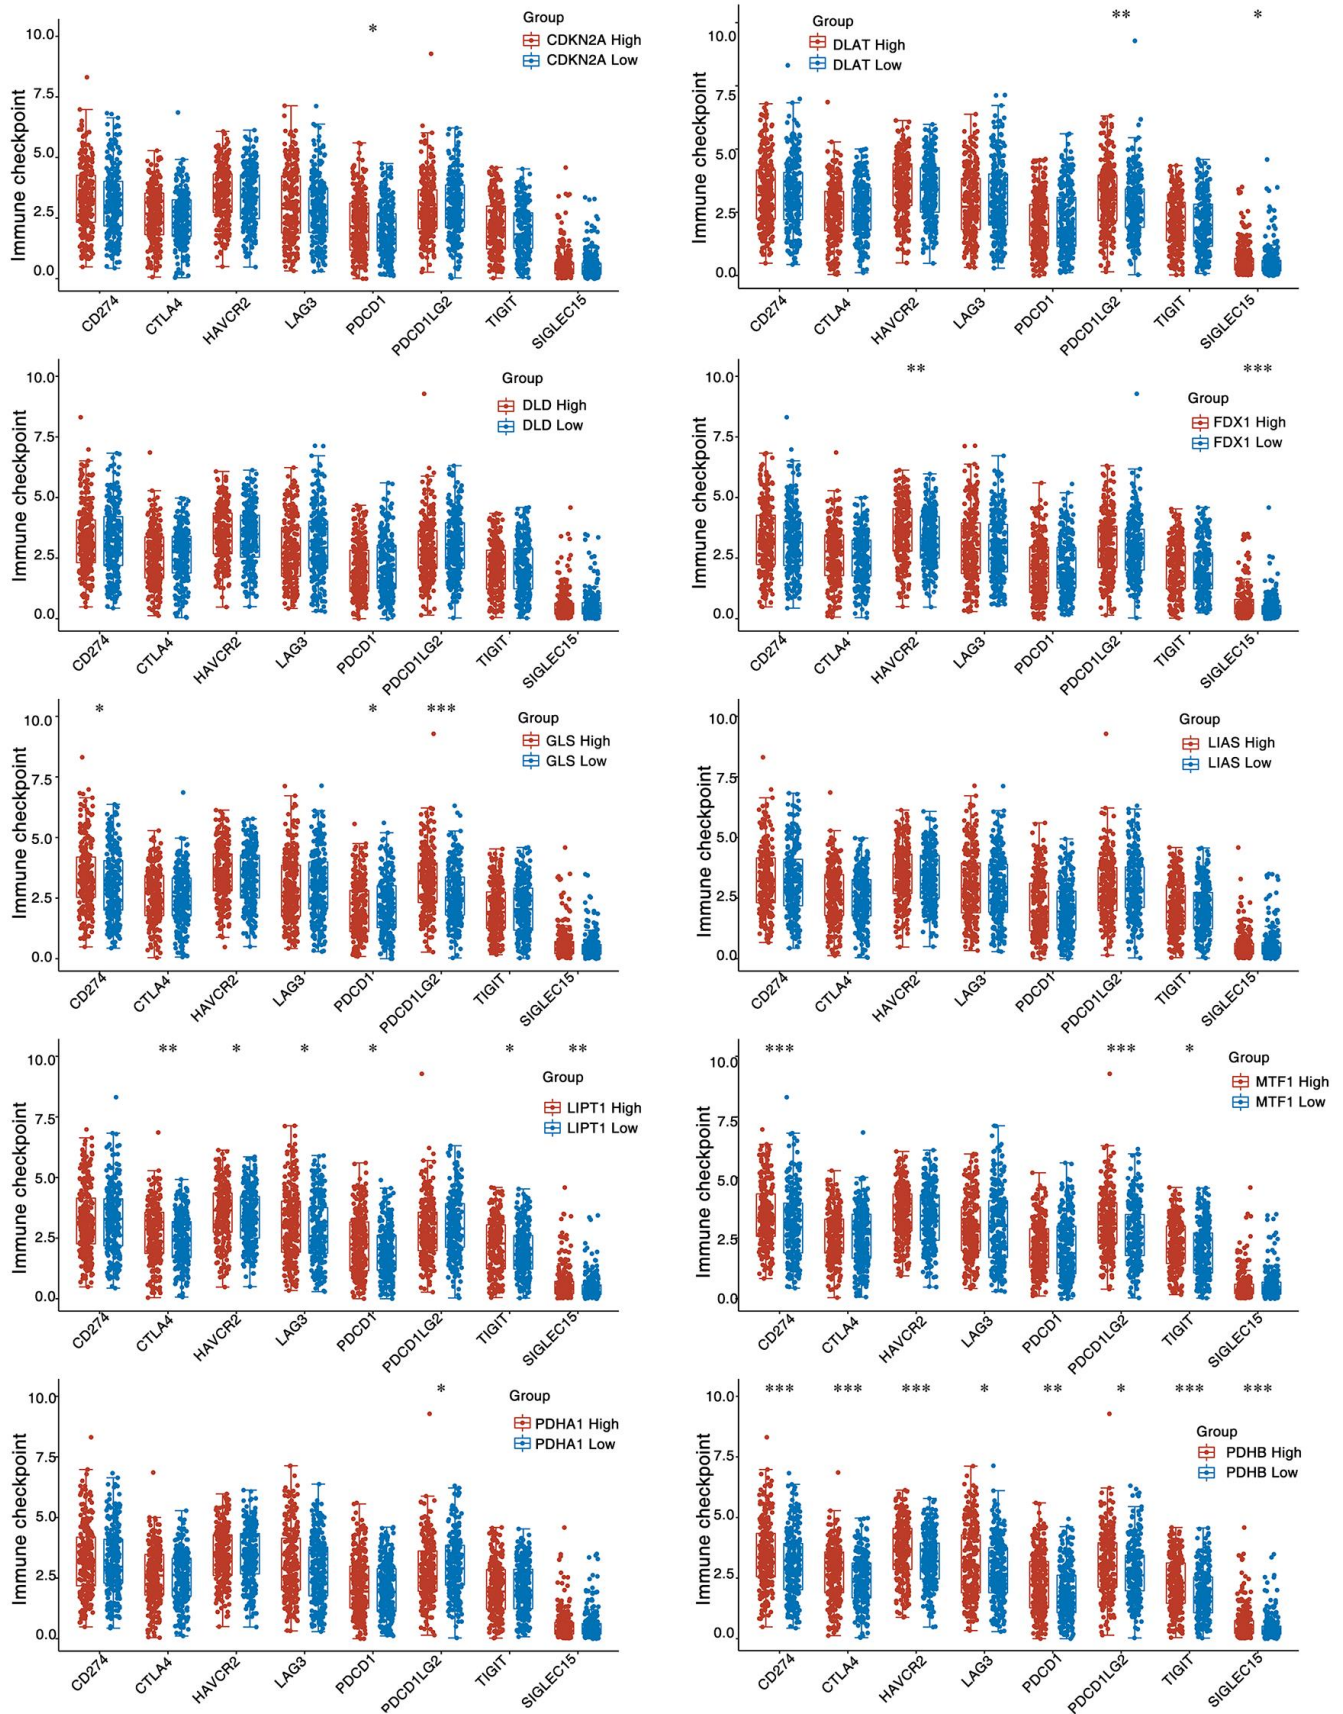 Group
CDKN2A High
CDKN2A Low
*
Immune checkpoint
10.0
7.5
5.0
2.5
0.0
CD274
CTLA4
HAVCR2
LAG3
PDCD1
PDCD1LG2
TIGIT
SIGLEC15
Group
DLAT High
DLAT Low
** *
Immune checkpoint
10.0
7.5
5.0
2.5
0.0
CD274
CTLA4
HAVCR2
LAG3
PDCD1
PDCD1LG2
TIGIT
SIGLEC15
Group
DLD High
DLD Low
Immune checkpoint
10.0
7.5
5.0
2.5
0.0
CD274
CTLA4
HAVCR2
LAG3
PDCD1
PDCD1LG2
TIGIT
SIGLEC15
** ***
Group
FDX1 High
FDX1 Low
Immune checkpoint
10.0
7.5
5.0
2.5
0.0
CD274
CTLA4
HAVCR2
LAG3
PDCD1
PDCD1LG2
TIGIT
SIGLEC15
* * ***
Group
GLS High
GLS Low
Immune checkpoint
10.0
7.5
5.0
2.5
0.0
CD274
CTLA4
HAVCR2
LAG3
PDCD1
PDCD1LG2
TIGIT
SIGLEC15
Group
LIAS High
LIAS Low
Immune checkpoint
10.0
7.5
5.0
2.5
0.0
CD274
CTLA4
HAVCR2
LAG3
PDCD1
PDCD1LG2
TIGIT
SIGLEC15
** * * * * **
Group
LIPT1 High
LIPT1 Low
Immune checkpoint
10.0
7.5
5.0
2.5
0.0
CD274
CTLA4
HAVCR2
LAG3
PDCD1
PDCD1LG2
TIGIT
SIGLEC15
*** *** *
Group
MTF1 High
MTF1 Low
Immune checkpoint
10.0
7.5
5.0
2.5
0.0
CD274
CTLA4
HAVCR2
LAG3
PDCD1
PDCD1LG2
TIGIT
SIGLEC15
*
Group
PDHA1 High
PDHA1 Low
Immune checkpoint
10.0
7.5
5.0
2.5
0.0
CD274
CTLA4
HAVCR2
LAG3
PDCD1
PDCD1LG2
TIGIT
SIGLEC15
*** *** *** * ** * *** ***
Group
PDHB High
PDHB Low
Immune checkpoint
10.0
7.5
5.0
2.5
0.0
CD274
CTLA4
HAVCR2
LAG3
PDCD1
PDCD1LG2
TIGIT
SIGLEC15